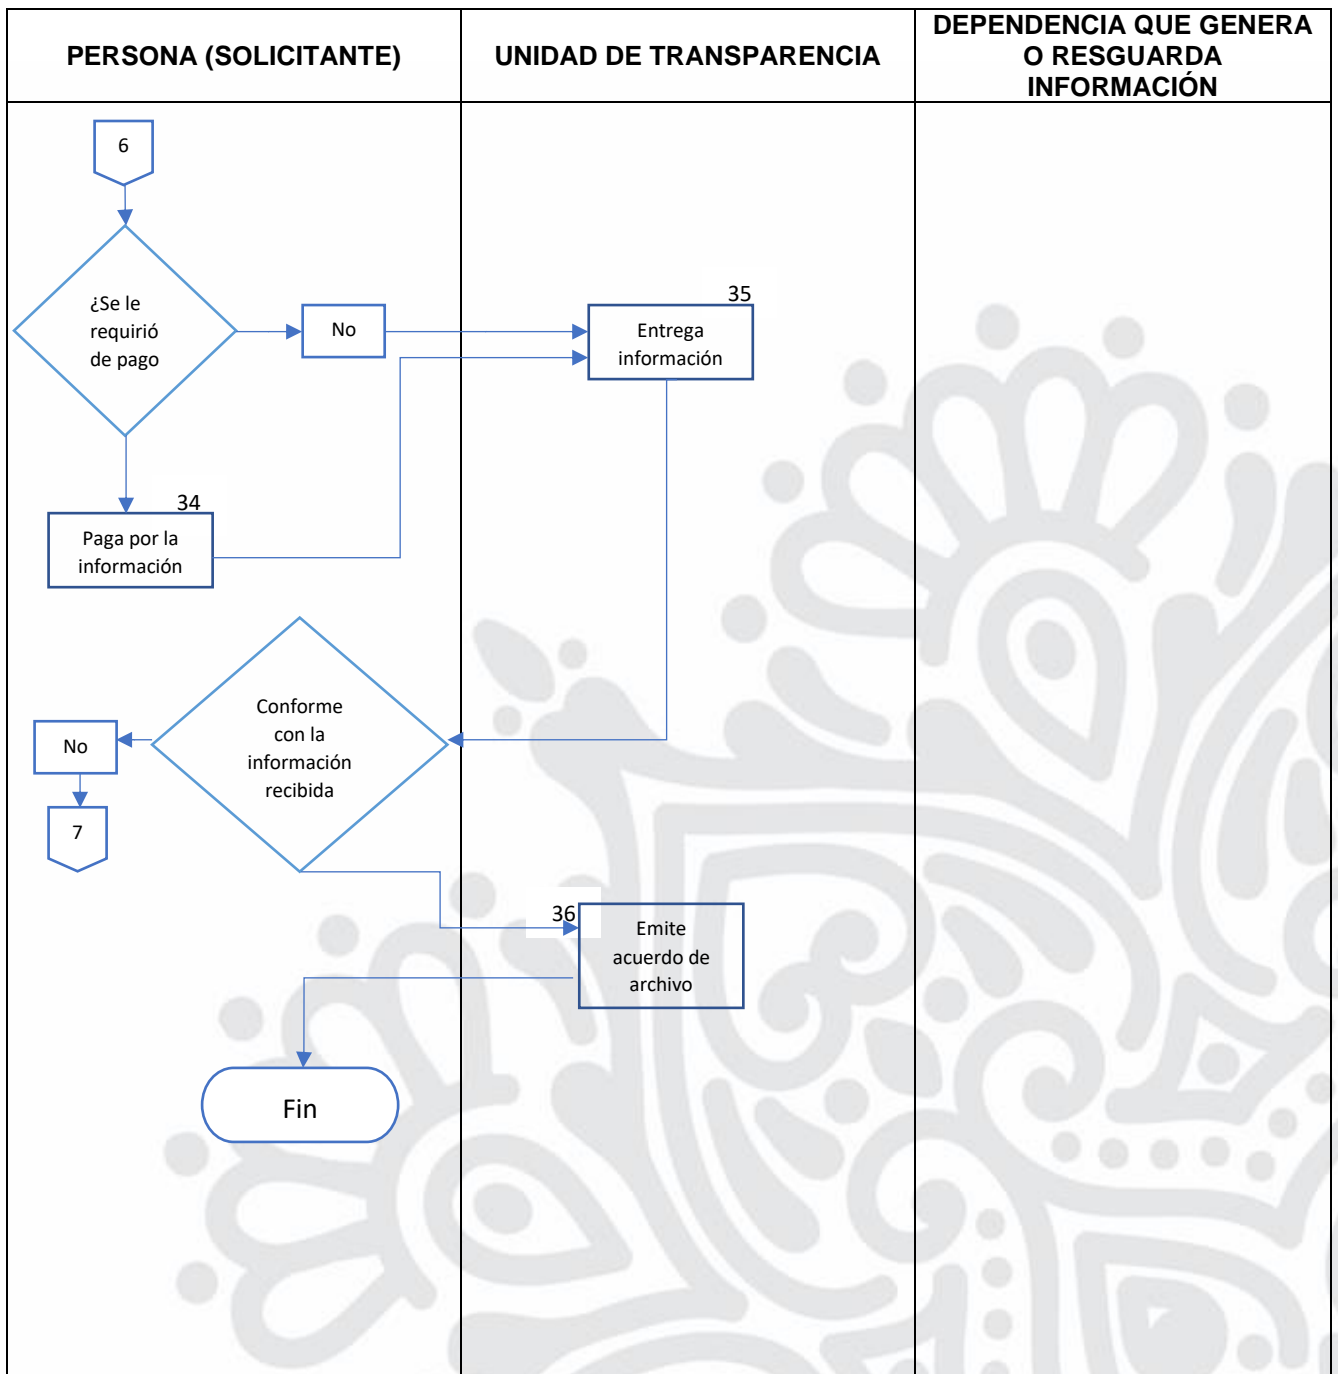 PERSONA (SOLICITANTE)
UNIDAD DE TRANSPARENCIA
DEPENDENCIA QUE GENERA
O RESGUARDA
INFORMACIÓN
6
¿Se le
requirió
de pago
No
35
Entrega
información
34
Paga por la
información
Conforme
con la
información
recibida
No
7
36
Emite
acuerdo de
archivo
Fin